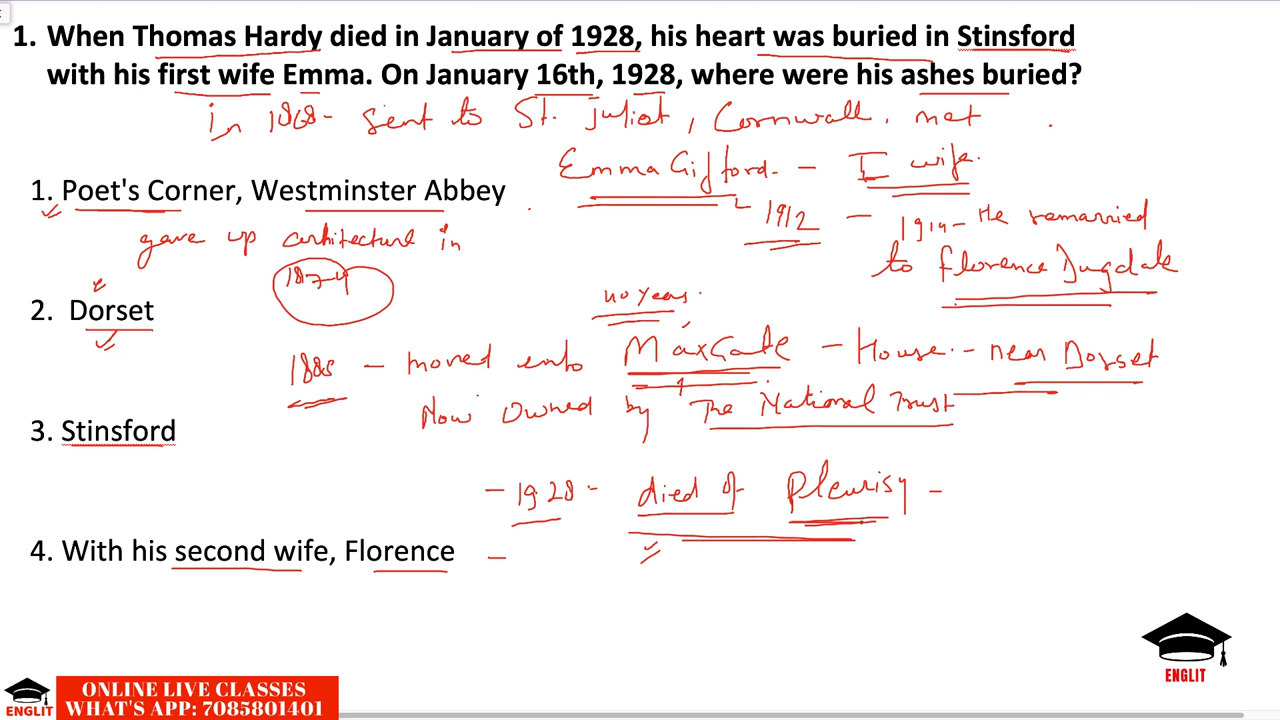 1. When Thomas Hardy died in January of 1928, his heart was buried in Stinsford
with his first wife Emma. On January 16th, 1928, where were his ashes buried?
in 1868- sent to St. Juliot, Cornwall. met
Emma Gifford. - I wife.
1. Poet's Corner, Westminster Abbey
1912 - 1914- He remarried
to Florence Dugdale
gave up architecture in
1874
2. Dorset
40 years.
1885 - moved into MaxGate - House. - near Dorset
Now Owned by The National Trust
3. Stinsford
- 1928 - died of Pleurisy -
4. With his second wife, Florence -
ENGLIT
ENGLIT
ONLINE LIVE CLASSES
WHAT'S APP: 7085801401